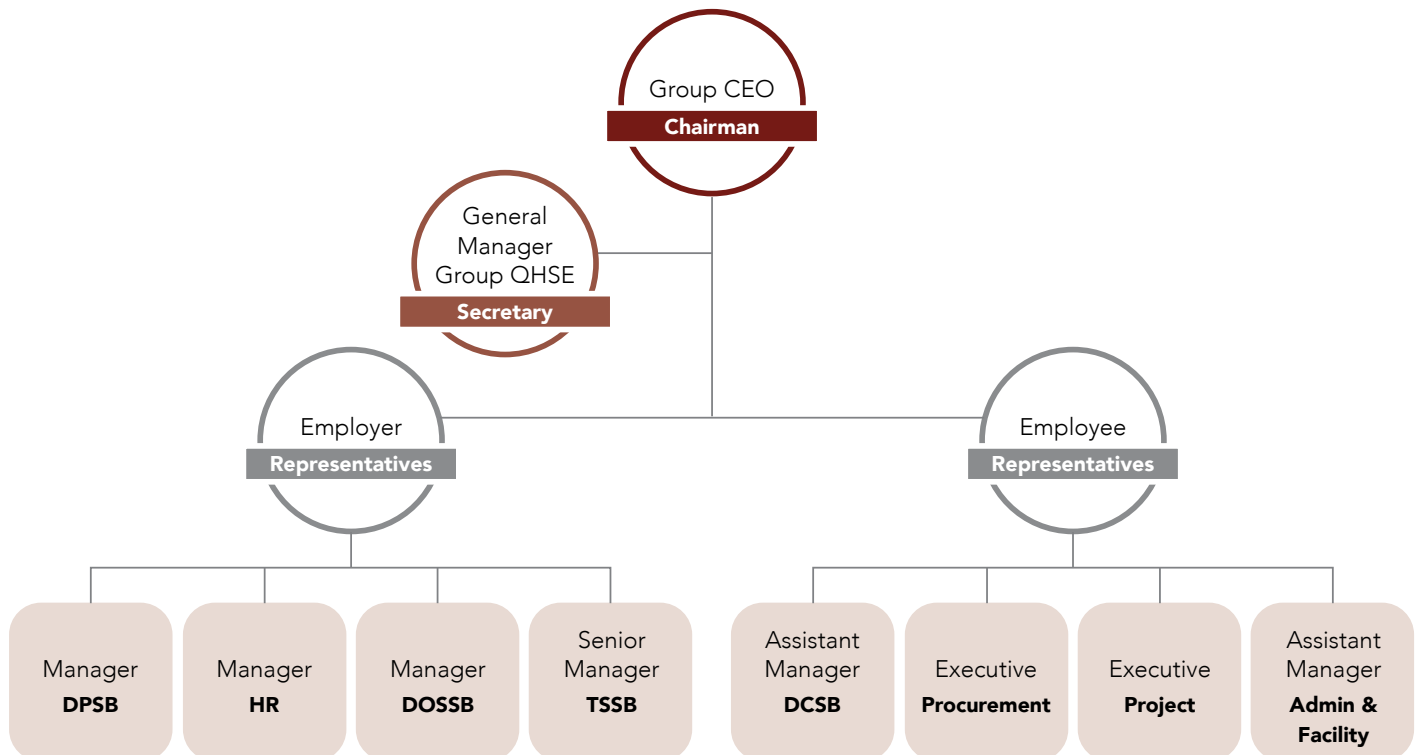 Group CEO
Chairman
General
Manager
Group QHSE
Secretary
Employer
Representatives
Employee
Representatives
Manager
DPSB
Manager
HR
Manager
DOSSB
Senior
Manager
TSSB
Assistant
Manager
DCSB
Executive
Procurement
Executive
Project
Assistant
Manager
Admin &
Facility